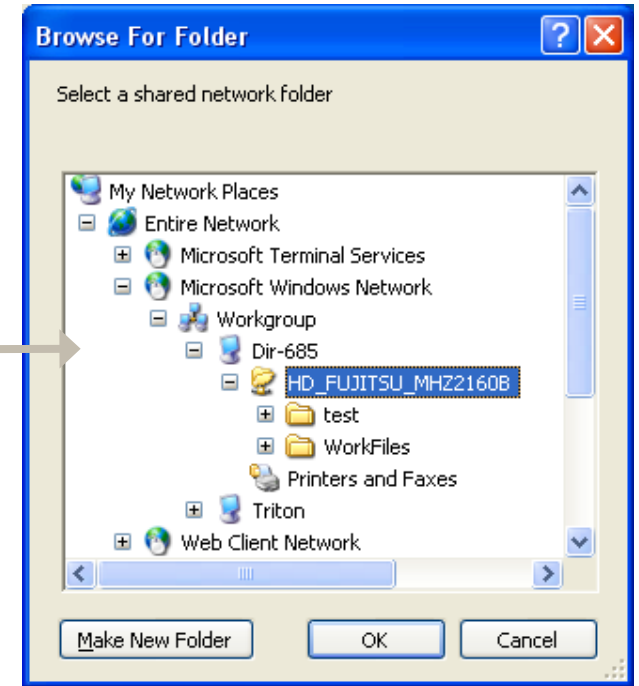 Browse For Folder
Select a shared network folder
My Network Places
Entire Network
Microsoft Terminal Services
Microsoft Windows Network
Workgroup
Dir-685
HD_FUJITSU_MHZ2160B
test
WorkFiles
Printers and Faxes
Triton
Web Client Network
Make New Folder OK Cancel